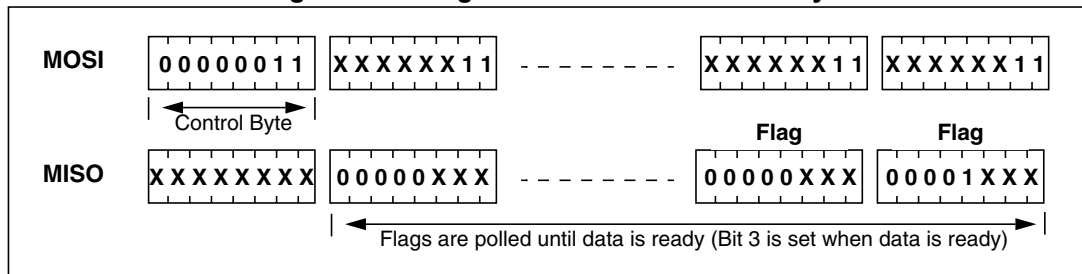 MOSI 00000011 XXXXXX11 XXXXXX11 XXXXXX11
Control Byte
Flag Flag
MISO XXXXXXXX 00000XXX 00000XXX 00001XXX
Flags are polled until data is ready (Bit 3 is set when data is ready)